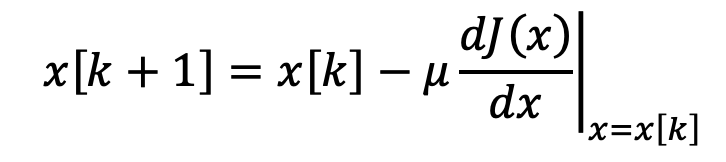 x[k + 1] = x[k] − μ dJ(x)/dx |x=x[k]